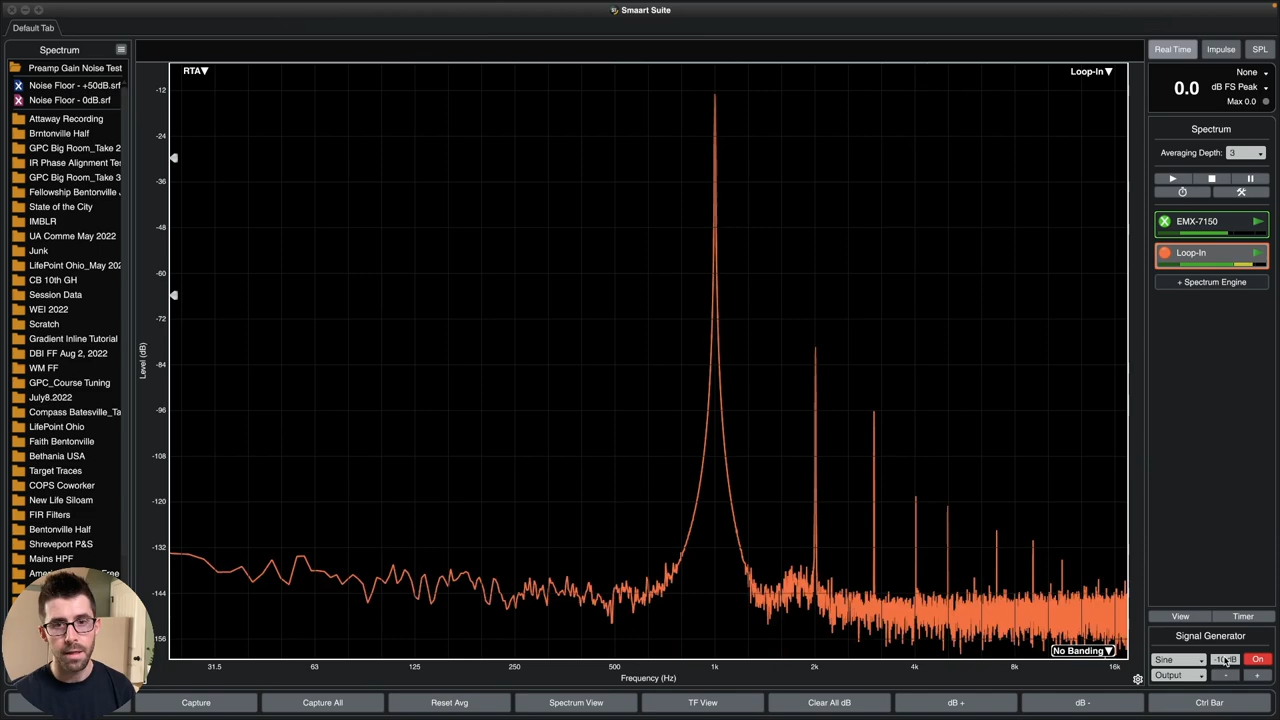 Smaart Suite
Default Tab
Spectrum
Preamp Gain Noise Test
Noise Floor - +50dB.srf
Noise Floor - 0dB.srf
Attaway Recording
Brntonville Half
GPC Big Room_Take 2
IR Phase Alignment Te
GPC Big Room_Take 3
Fellowship Bentonville
State of the City
IMBLR
UA Comme May 2022
Junk
LifePoint Ohio_May 202
CB 10th GH
Session Data
WEI 2022
Scratch
Gradient Inline Tutorial
DBI FF Aug 2, 2022
WM FF
GPC_Course Tuning
July8.2022
Compass Batesville_Ta
LifePoint Ohio
Faith Bentonville
Bethania USA
Target Traces
COPS Coworker
New Life Siloam
FIR Filters
Bentonville Half
Shreveport P&S
Mains HPF
RTA▼
Loop-In▼
Level (dB)
-12
-24
-36
-48
-60
-72
-84
-96
-108
-120
-132
-144
-156
No Banding▼
31.5 63 125 250 500 1k 2k 4k 8k 16k
Frequency (Hz)
Real Time Impulse SPL
None
0.0 dB FS Peak
Max 0.0
Spectrum
Averaging Depth: 3
EMX-7150
Loop-In
+ Spectrum Engine
View Timer
Signal Generator
Sine On
Output - +
Capture Capture All Reset Avg Spectrum View TF View Clear All dB dB + dB - Ctrl Bar